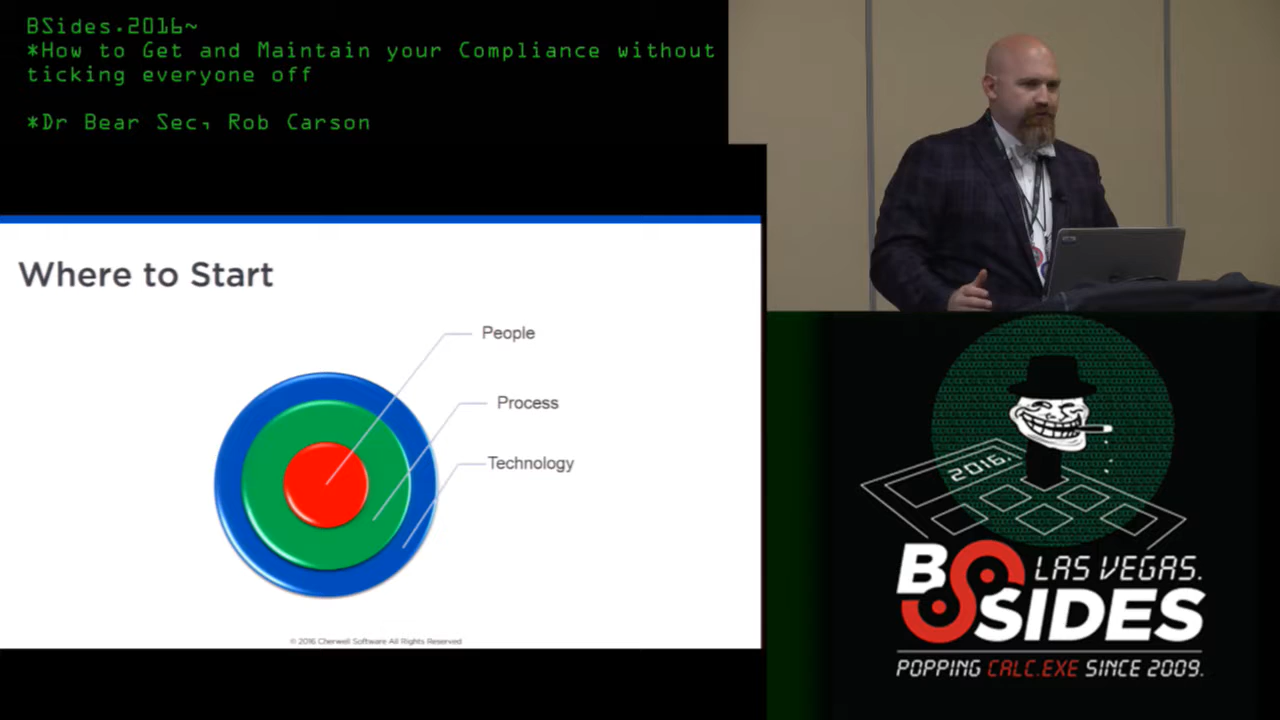 BSides.2016~
*How to Get and Maintain your Compliance without
ticking everyone off
*Dr Bear Sec, Rob Carson
Where to Start
People
Process
Technology
© 2016 Cherwell Software All Rights Reserved
2016.
BSIDES
LAS VEGAS.
POPPING CALC.EXE SINCE 2009.